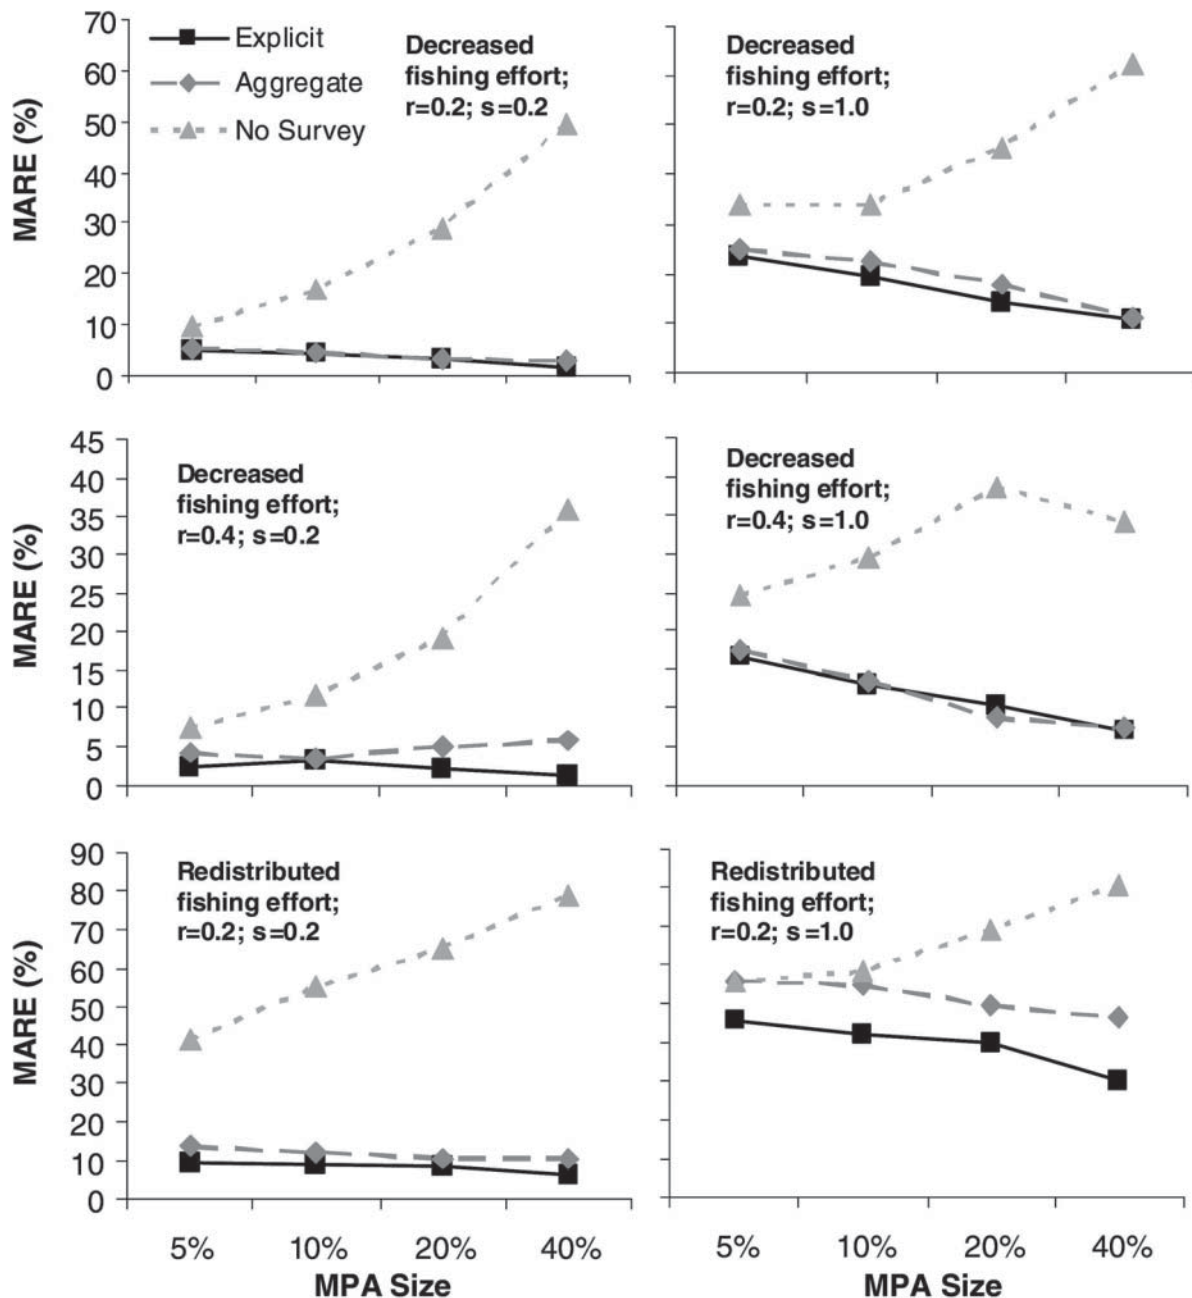 70
60
50
40
30
20
10
0
MARE (%)
Explicit
Aggregate
No Survey
Decreased
fishing effort;
r=0.2; s=0.2
Decreased
fishing effort;
r=0.2; s=1.0
45
40
35
30
25
20
15
10
5
0
MARE (%)
Decreased
fishing effort;
r=0.4; s=0.2
Decreased
fishing effort;
r=0.4; s=1.0
90
80
70
60
50
40
30
20
10
0
MARE (%)
Redistributed
fishing effort;
r=0.2; s=0.2
Redistributed
fishing effort;
r=0.2; s=1.0
5% 10% 20% 40%
MPA Size
5% 10% 20% 40%
MPA Size